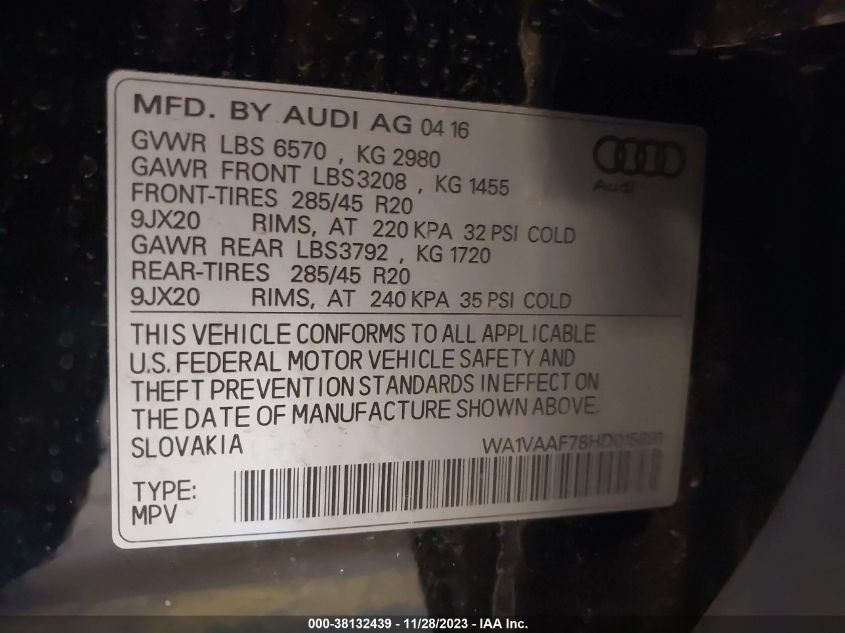 MFD. BY AUDI AG 04 16
GVWR LBS 6570 , KG 2980
GAWR FRONT LBS3208 , KG 1455
FRONT-TIRES 285/45 R20
9JX20 RIMS, AT 220 KPA 32 PSI COLD
GAWR REAR LBS3792 , KG 1720
REAR-TIRES 285/45 R20
9JX20 RIMS, AT 240 KPA 35 PSI COLD
Audi
THIS VEHICLE CONFORMS TO ALL APPLICABLE
U.S. FEDERAL MOTOR VEHICLE SAFETY AND
THEFT PREVENTION STANDARDS IN EFFECT ON
THE DATE OF MANUFACTURE SHOWN ABOVE.
SLOVAKIA
TYPE:
MPV
000-38132439 - 11/28/2023 - IAA Inc.